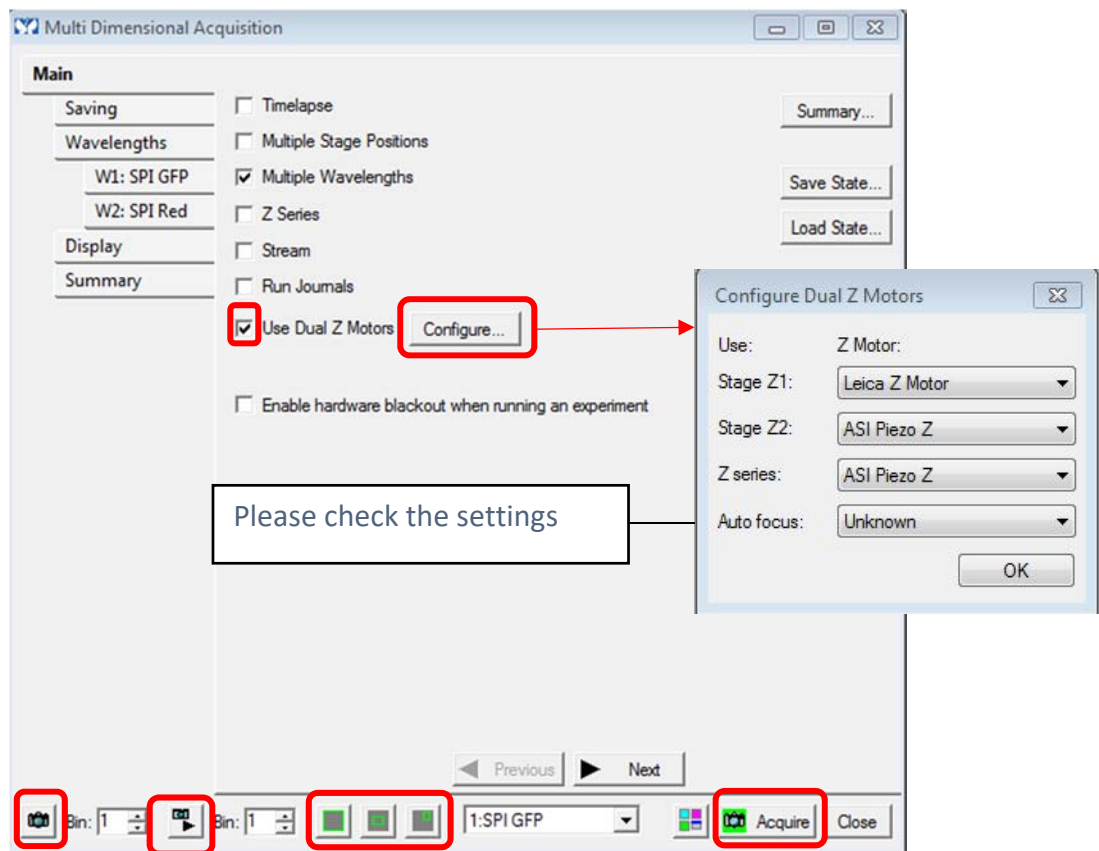 Multi Dimensional Acquisition
Main
Saving
Wavelengths
W1: SPI GFP
W2: SPI Red
Display
Summary
Timelapse
Multiple Stage Positions
Multiple Wavelengths
Z Series
Stream
Run Journals
Use Dual Z Motors Configure...
Enable hardware blackout when running an experiment
Summary...
Save State...
Load State...
Configure Dual Z Motors
Use: Z Motor:
Stage Z1: Leica Z Motor
Stage Z2: ASI Piezo Z
Z series: ASI Piezo Z
Auto focus: Unknown
OK
Please check the settings
Previous Next
Bin: 1 Bin: 1 1:SPI GFP Acquire Close